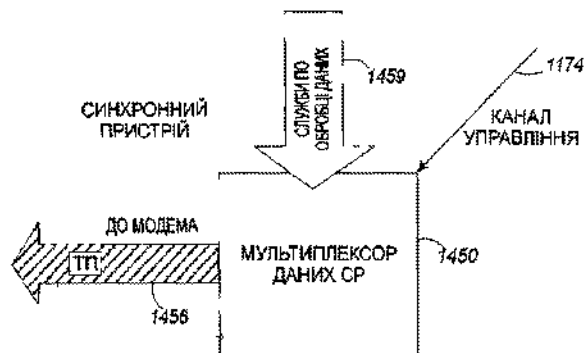 СЛУЖБИ ПО
ОБРОБЦІ ДАНИХ
1459
1174
СИНХРОННИЙ
ПРИСТРІЙ
КАНАЛ
УПРАВЛІННЯ
ДО МОДЕМА
ТП
МУЛЬТИПЛЕКСОР
ДАНИХ СР
1450
1456